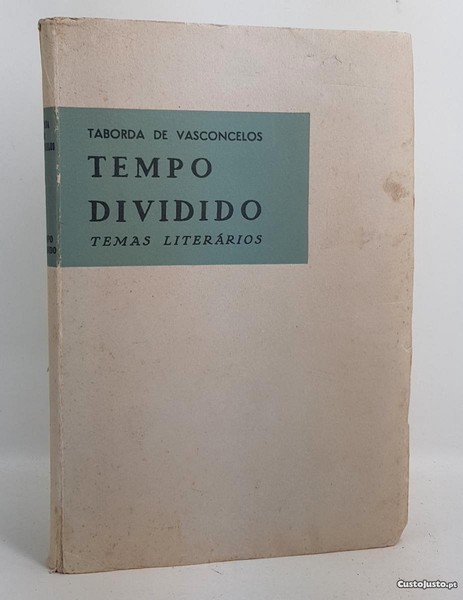 TABORDA DE VASCONCELOS
TEMPO
DIVIDIDO
TEMAS LITERÁRIOS
CustoJusto.pt